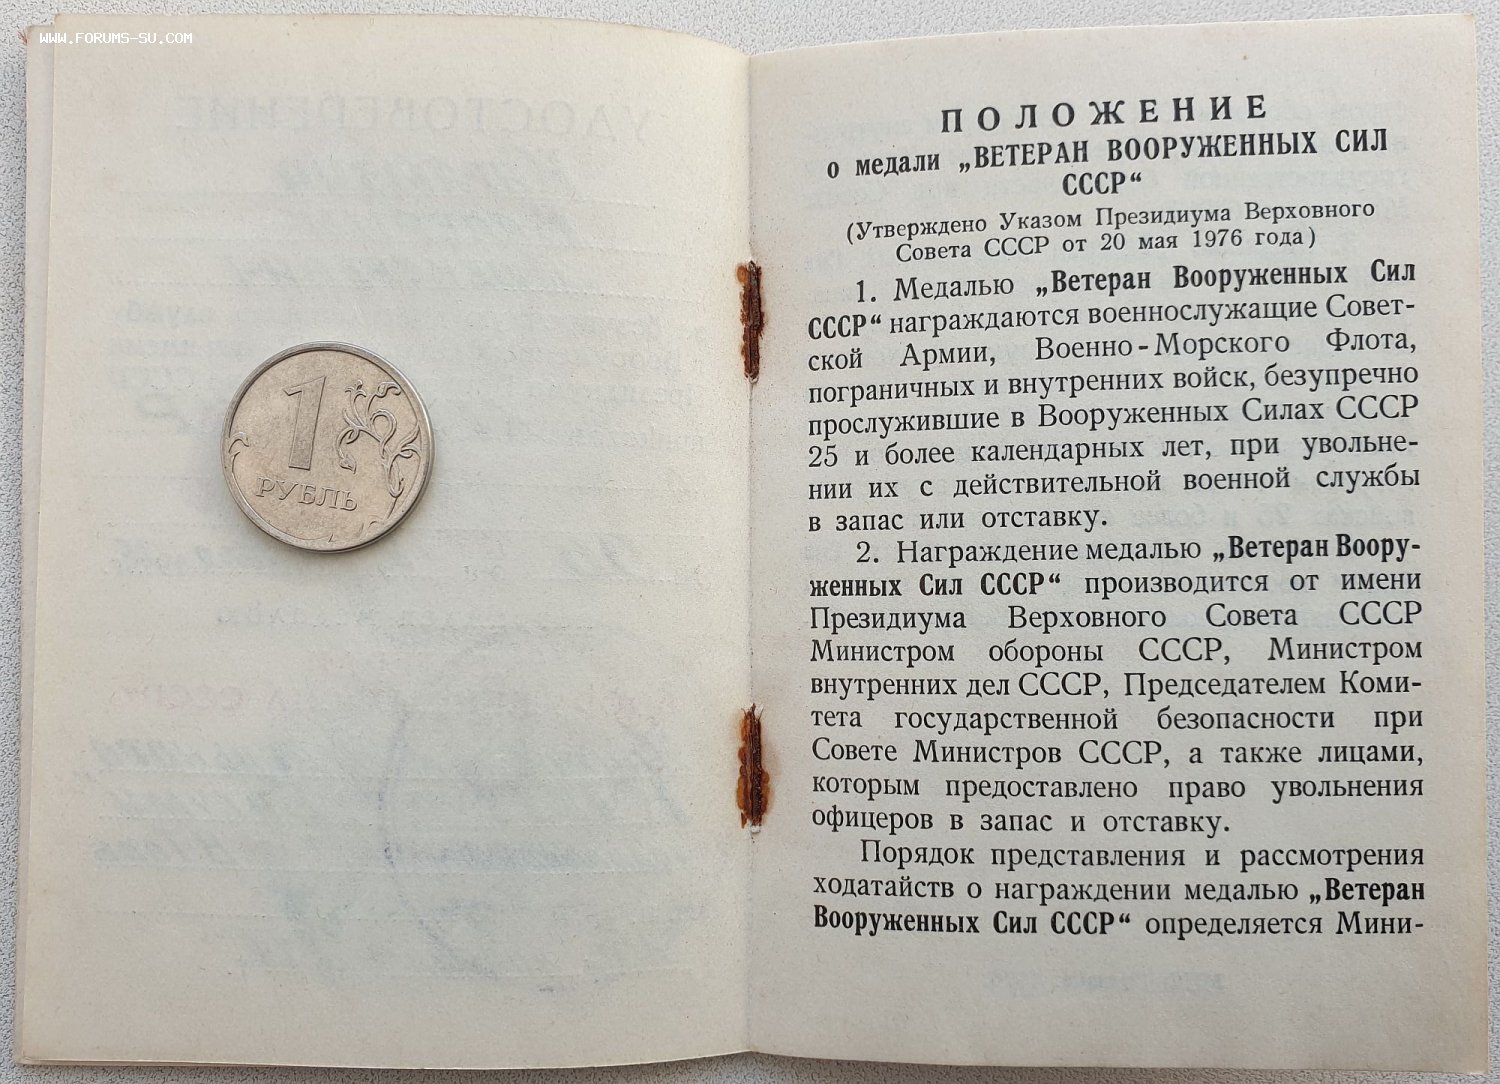 www.forums-su.com
1
РУБЛЬ
ПОЛОЖЕНИЕ
о медали „ВЕТЕРАН ВООРУЖЕННЫХ СИЛ
СССР“
(Утверждено Указом Президиума Верховного
Совета СССР от 20 мая 1976 года)
1. Медалью „Ветеран Вооруженных Сил
СССР“ награждаются военнослужащие Совет-
ской Армии, Военно-Морского Флота,
пограничных и внутренних войск, безупречно
прослужившие в Вооруженных Силах СССР
25 и более календарных лет, при увольне-
нии их с действительной военной службы
в запас или отставку.
2. Награждение медалью „Ветеран Воору-
женных Сил СССР“ производится от имени
Президиума Верховного Совета СССР
Министром обороны СССР, Министром
внутренних дел СССР, Председателем Коми-
тета государственной безопасности при
Совете Министров СССР, а также лицами,
которым предоставлено право увольнения
офицеров в запас и отставку.
Порядок представления и рассмотрения
ходатайств о награждении медалью „Ветеран
Вооруженных Сил СССР“ определяется Мини-